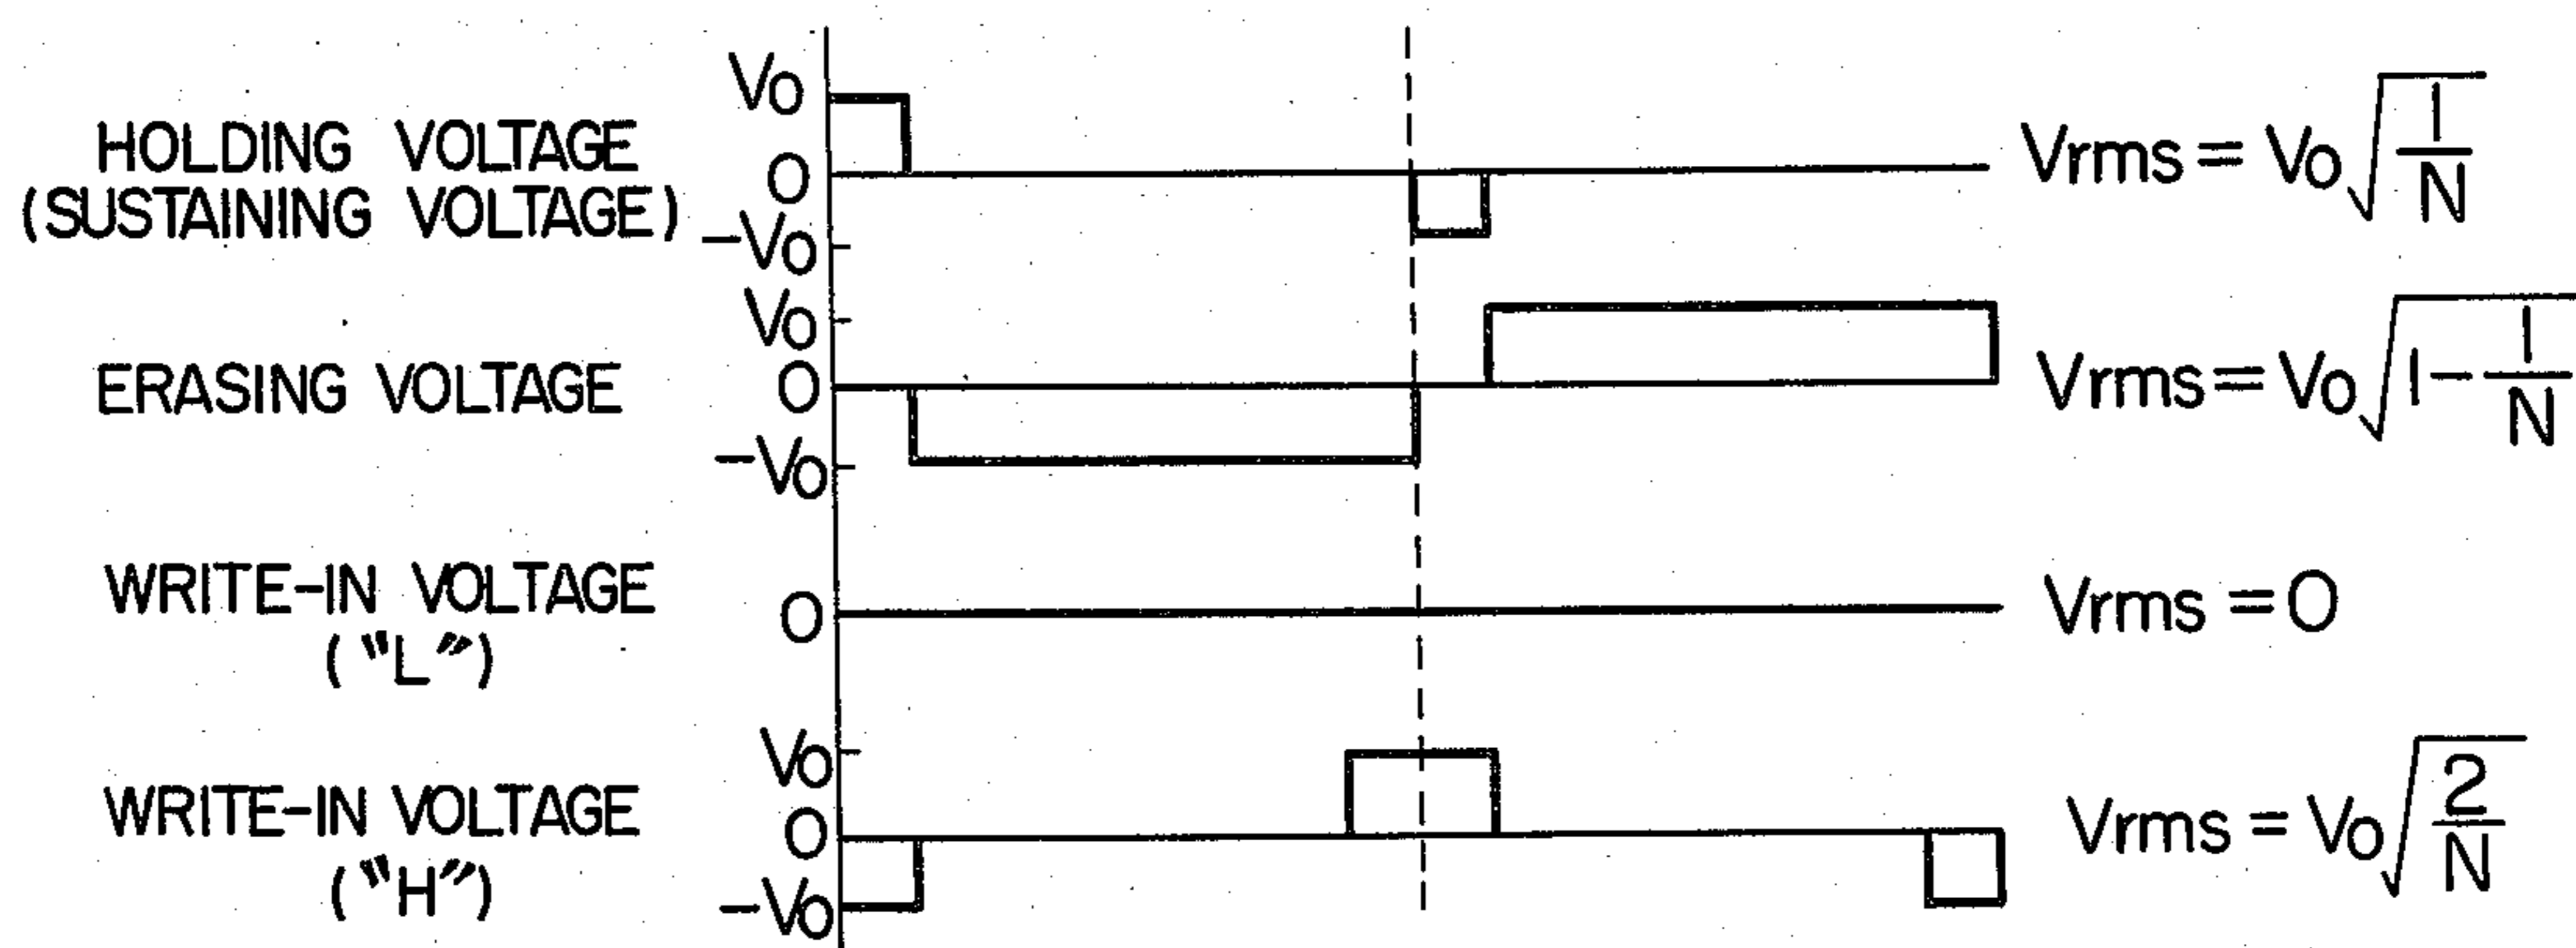 Vo
HOLDING VOLTAGE
(SUSTAINING VOLTAGE)
0
-Vo
Vrms = Vo√(1/N)
Vo
ERASING VOLTAGE
0
-Vo
Vrms = Vo√(1-1/N)
WRITE-IN VOLTAGE
("L")
0
Vrms = 0
Vo
WRITE-IN VOLTAGE
("H")
0
-Vo
Vrms = Vo√(2/N)